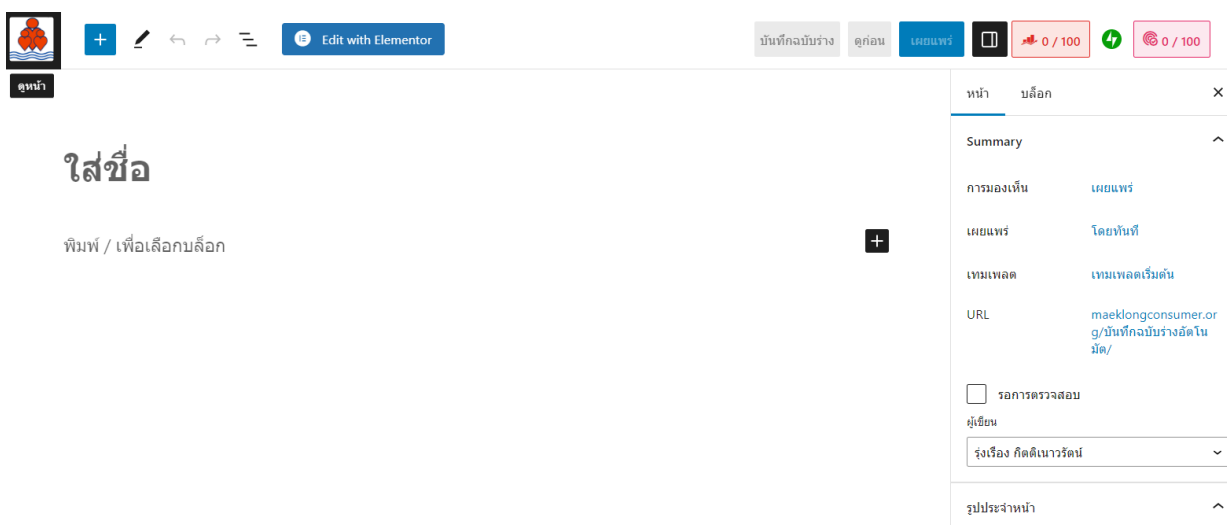 Edit with Elementor
บันทึกฉบับร่าง
ดูก่อน
เผยแพร่
0 / 100
0 / 100
ดูหน้า
หน้า
บล็อก
Summary
ใส่ชื่อ
การมองเห็น
เผยแพร่
เผยแพร่
โดยทันที
พิมพ์ / เพื่อเลือกบล็อก
เทมเพลต
เทมเพลตเริ่มต้น
URL
maeklongconsumer.or
g/บันทึกฉบับร่างอัตโน
มัต/
รอการตรวจสอบ
ผู้เขียน
รุ่งเรือง กิตติเนาวรัตน์
รูปประจำหน้า